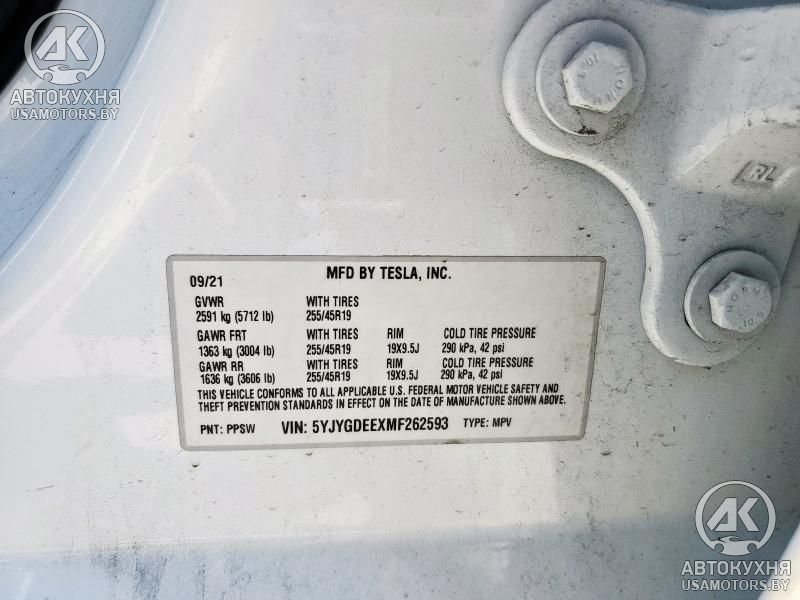 АК
АВТОКУХНЯ
USAMOTORS.BY
RL
09/21 MFD BY TESLA, INC.
GVWR WITH TIRES
2591 kg (5712 lb) 255/45R19
GAWR FRT WITH TIRES RIM COLD TIRE PRESSURE
1363 kg (3004 lb) 255/45R19 19X9.5J 290 kPa, 42 psi
GAWR RR WITH TIRES RIM COLD TIRE PRESSURE
1636 kg (3606 lb) 255/45R19 19X9.5J 290 kPa, 42 psi
THIS VEHICLE CONFORMS TO ALL APPLICABLE U.S. FEDERAL MOTOR VEHICLE SAFETY AND
THEFT PREVENTION STANDARDS IN EFFECT ON THE DATE OF MANUFACTURE SHOWN ABOVE.
PNT: PPSW VIN: 5YJYGDEEXMF262593 TYPE: MPV
АК
АВТОКУХНЯ
USAMOTORS.BY